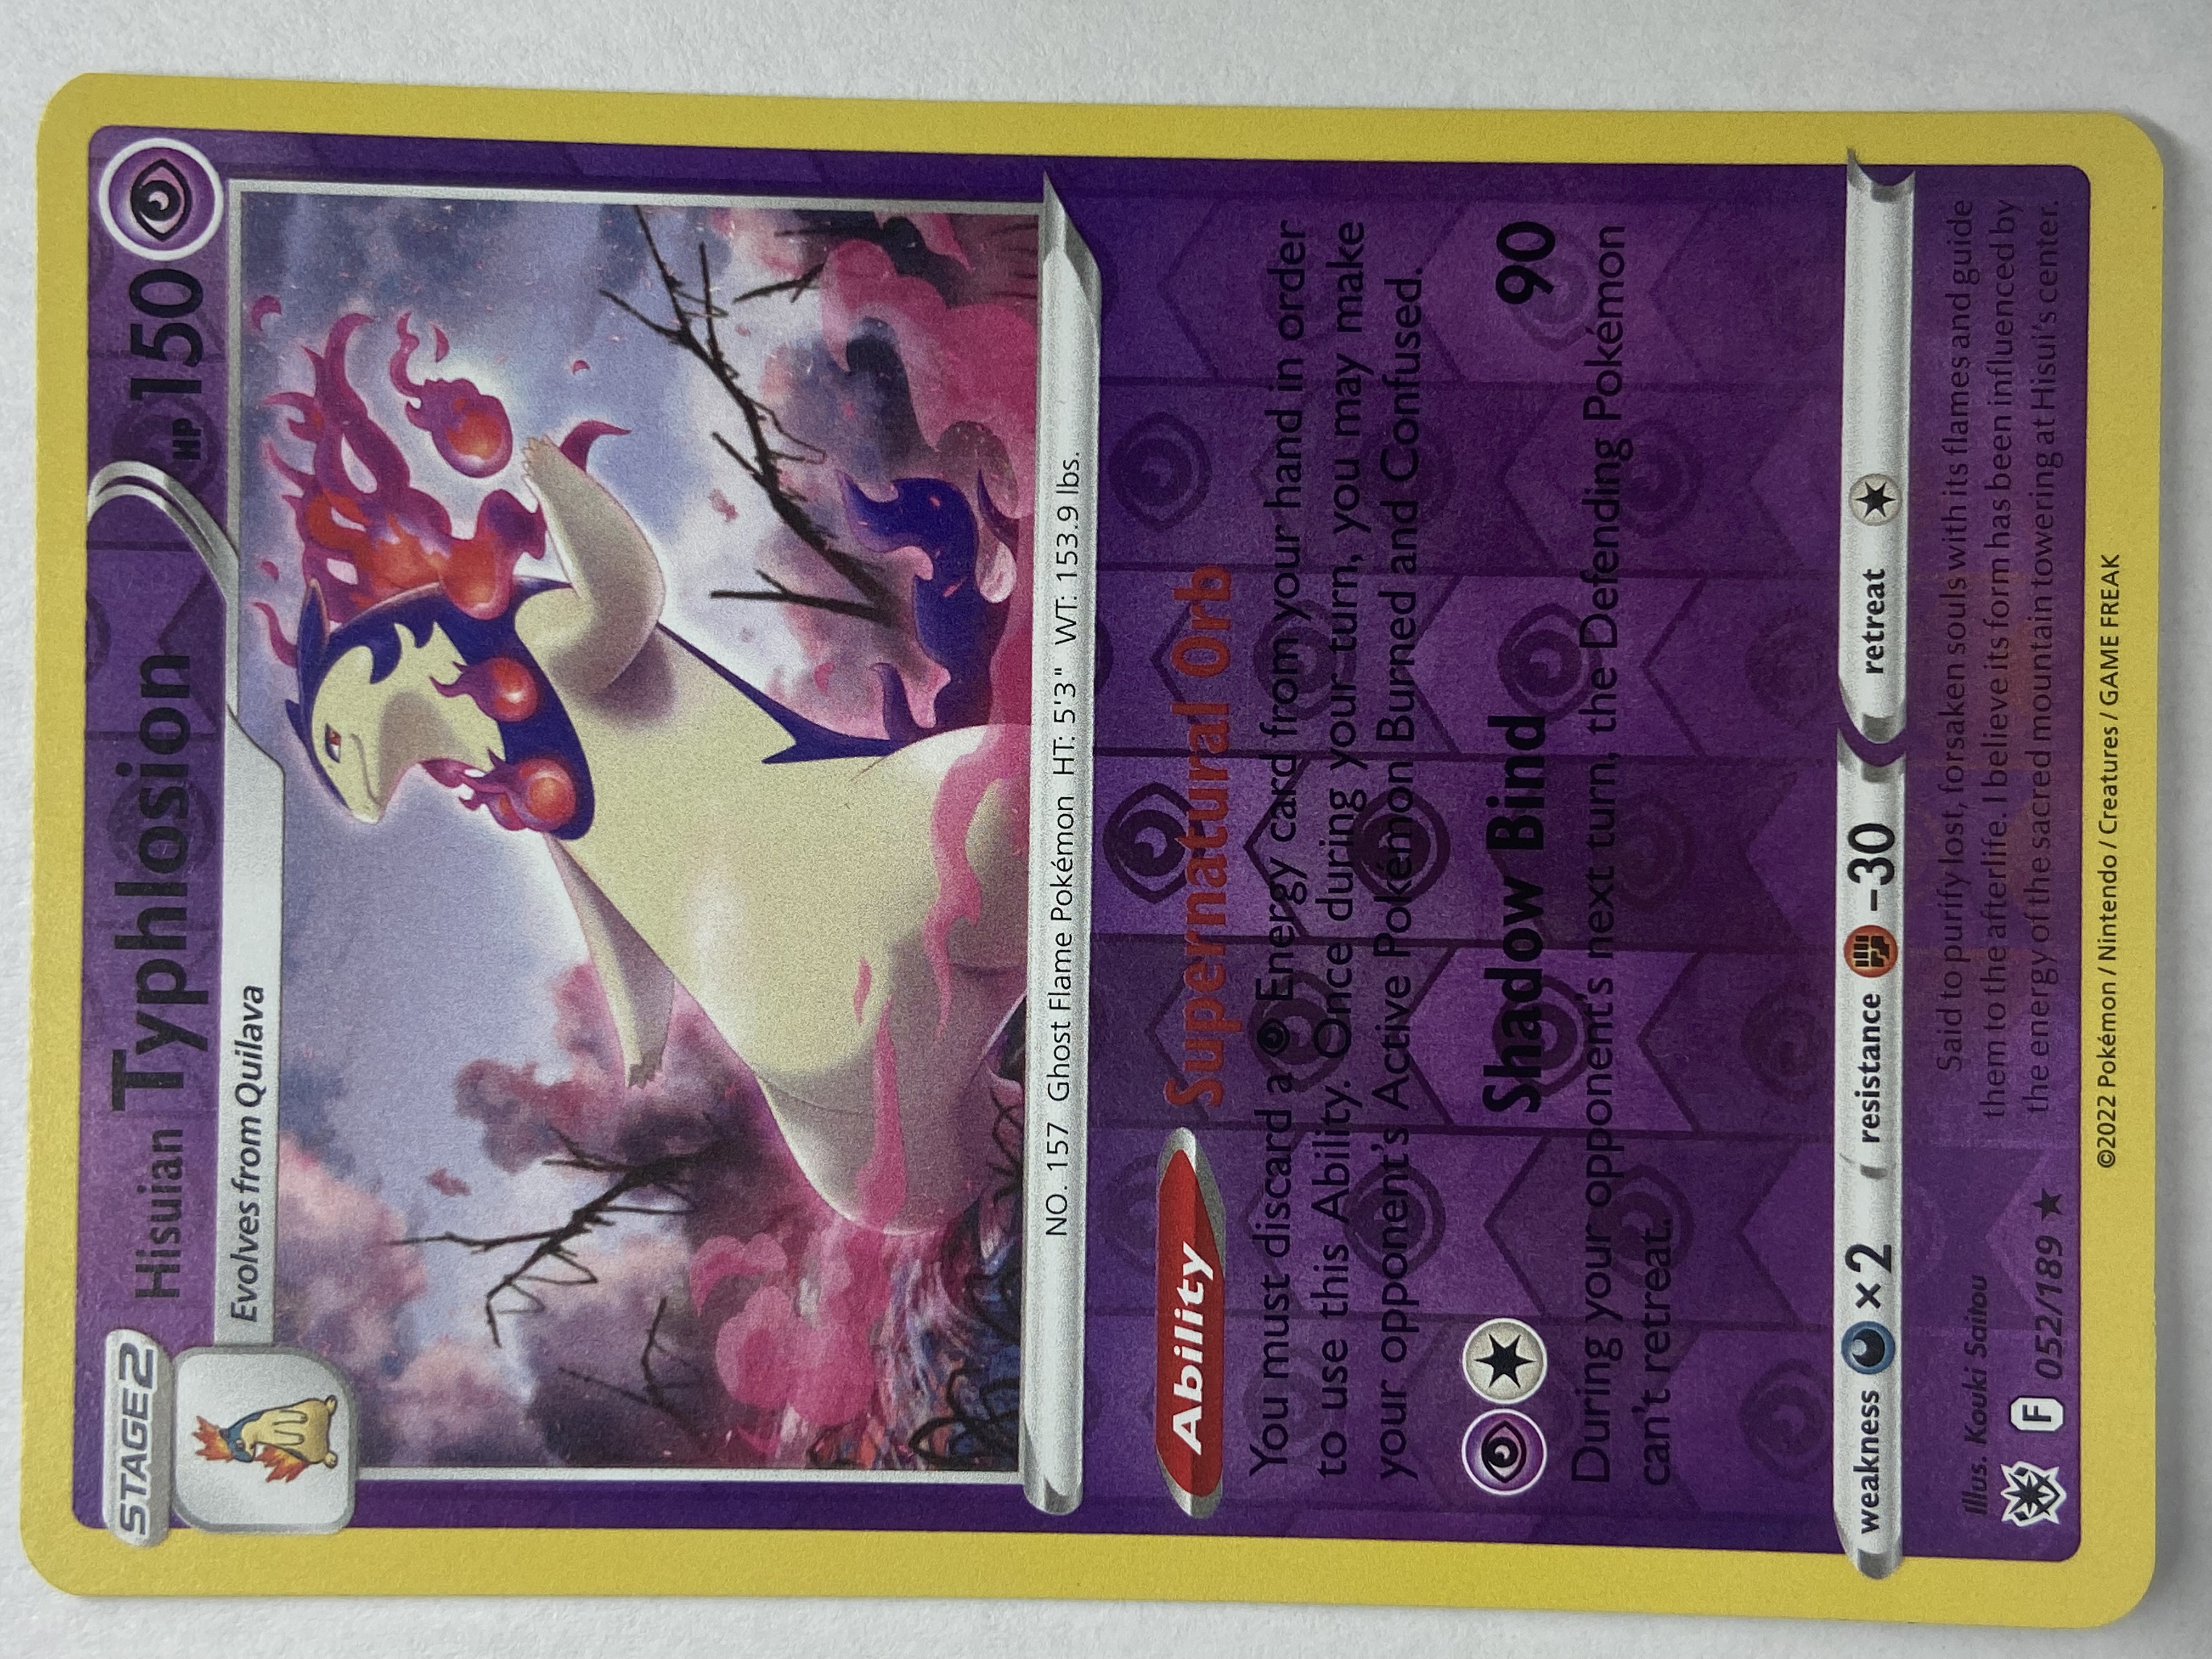 STAGE 2
Hisuian Typhlosion HP 150
Evolves from Quilava
NO. 157 Ghost Flame Pokémon HT: 5'3" WT: 153.9 lbs.
Ability Supernatural Orb
You must discard a Energy card from your hand in order
to use this Ability. Once during your turn, you may make
your opponent's Active Pokémon Burned and Confused.
Shadow Bind 90
During your opponent's next turn, the Defending Pokémon
can't retreat.
weakness ×2 resistance -30 retreat
Illus. Kouki Saitou
Said to purify lost, forsaken souls with its flames and guide
them to the afterlife. I believe its form has been influenced by
the energy of the sacred mountain towering at Hisui's center.
F 052/189 ★
©2022 Pokémon / Nintendo / Creatures / GAME FREAK